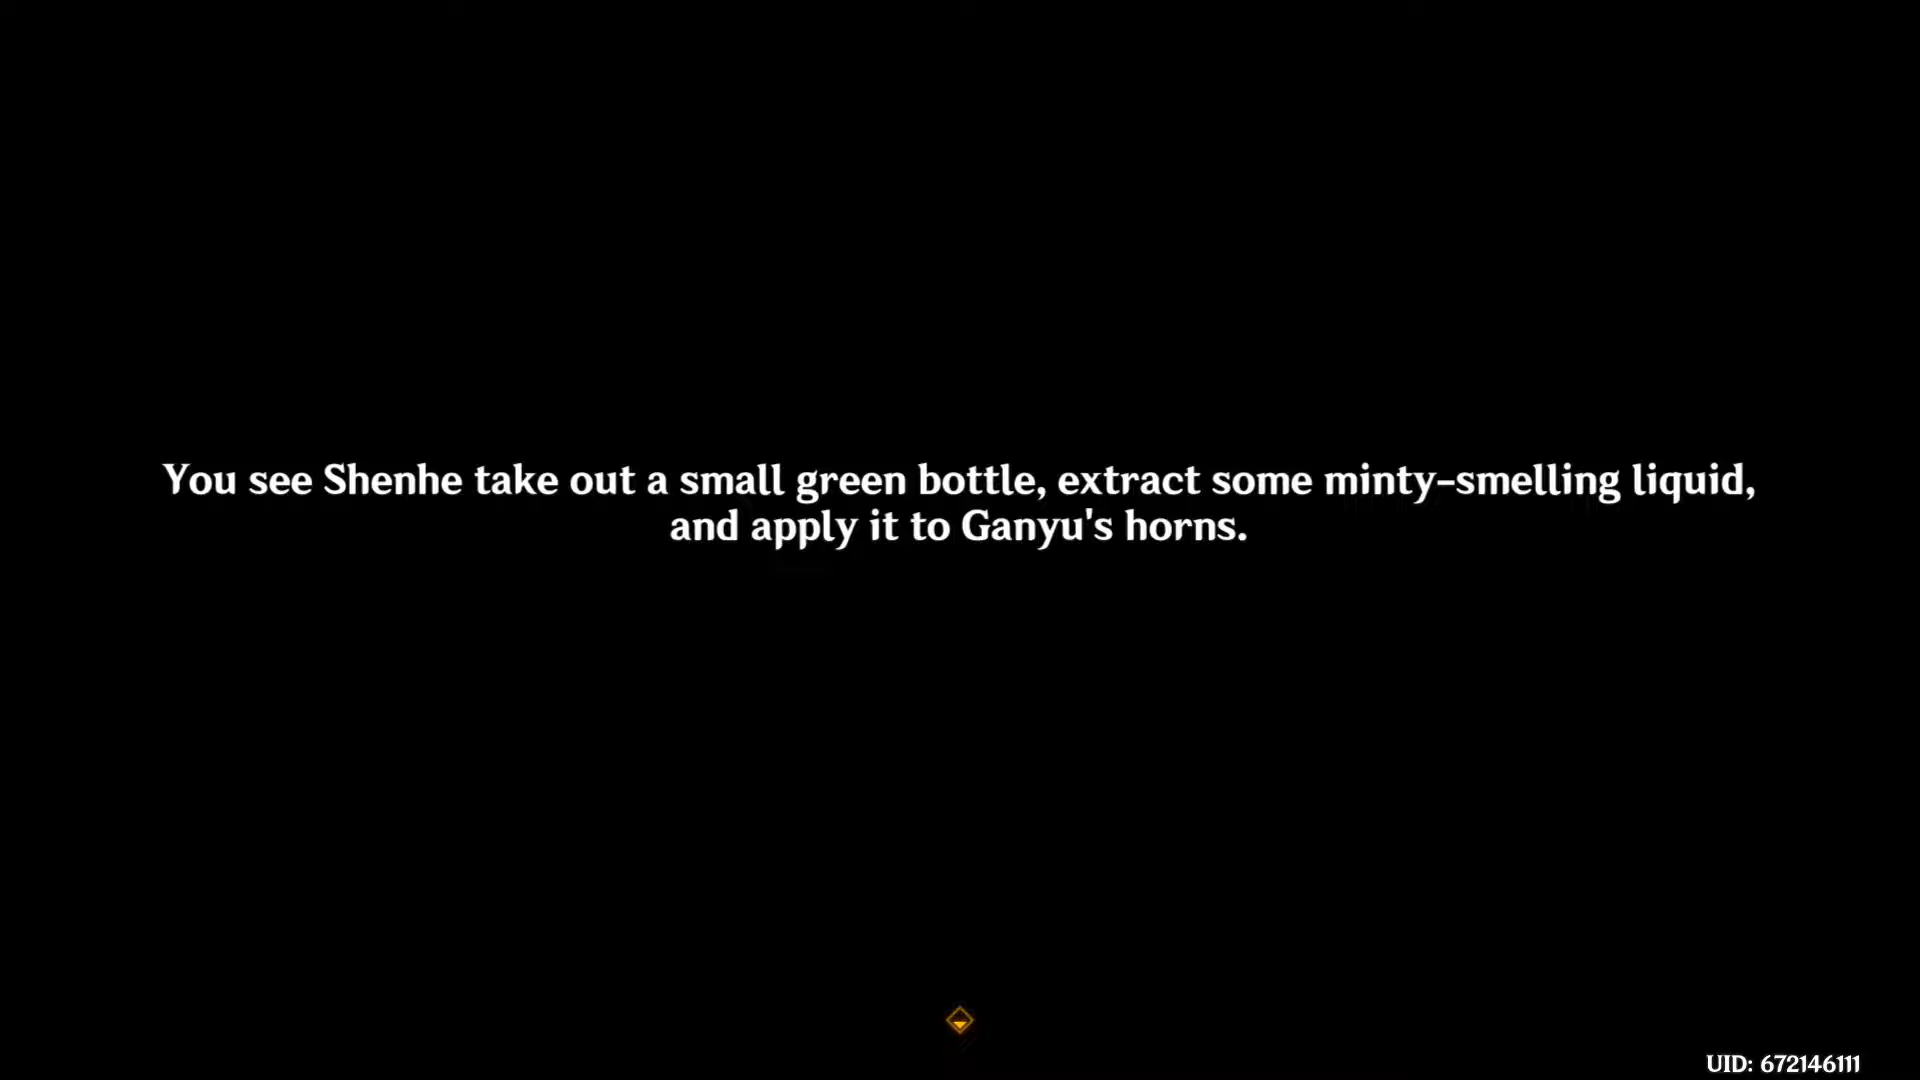 You see Shenhe take out a small green bottle, extract some minty-smelling liquid,
and apply it to Ganyu's horns.
UID: 672146111